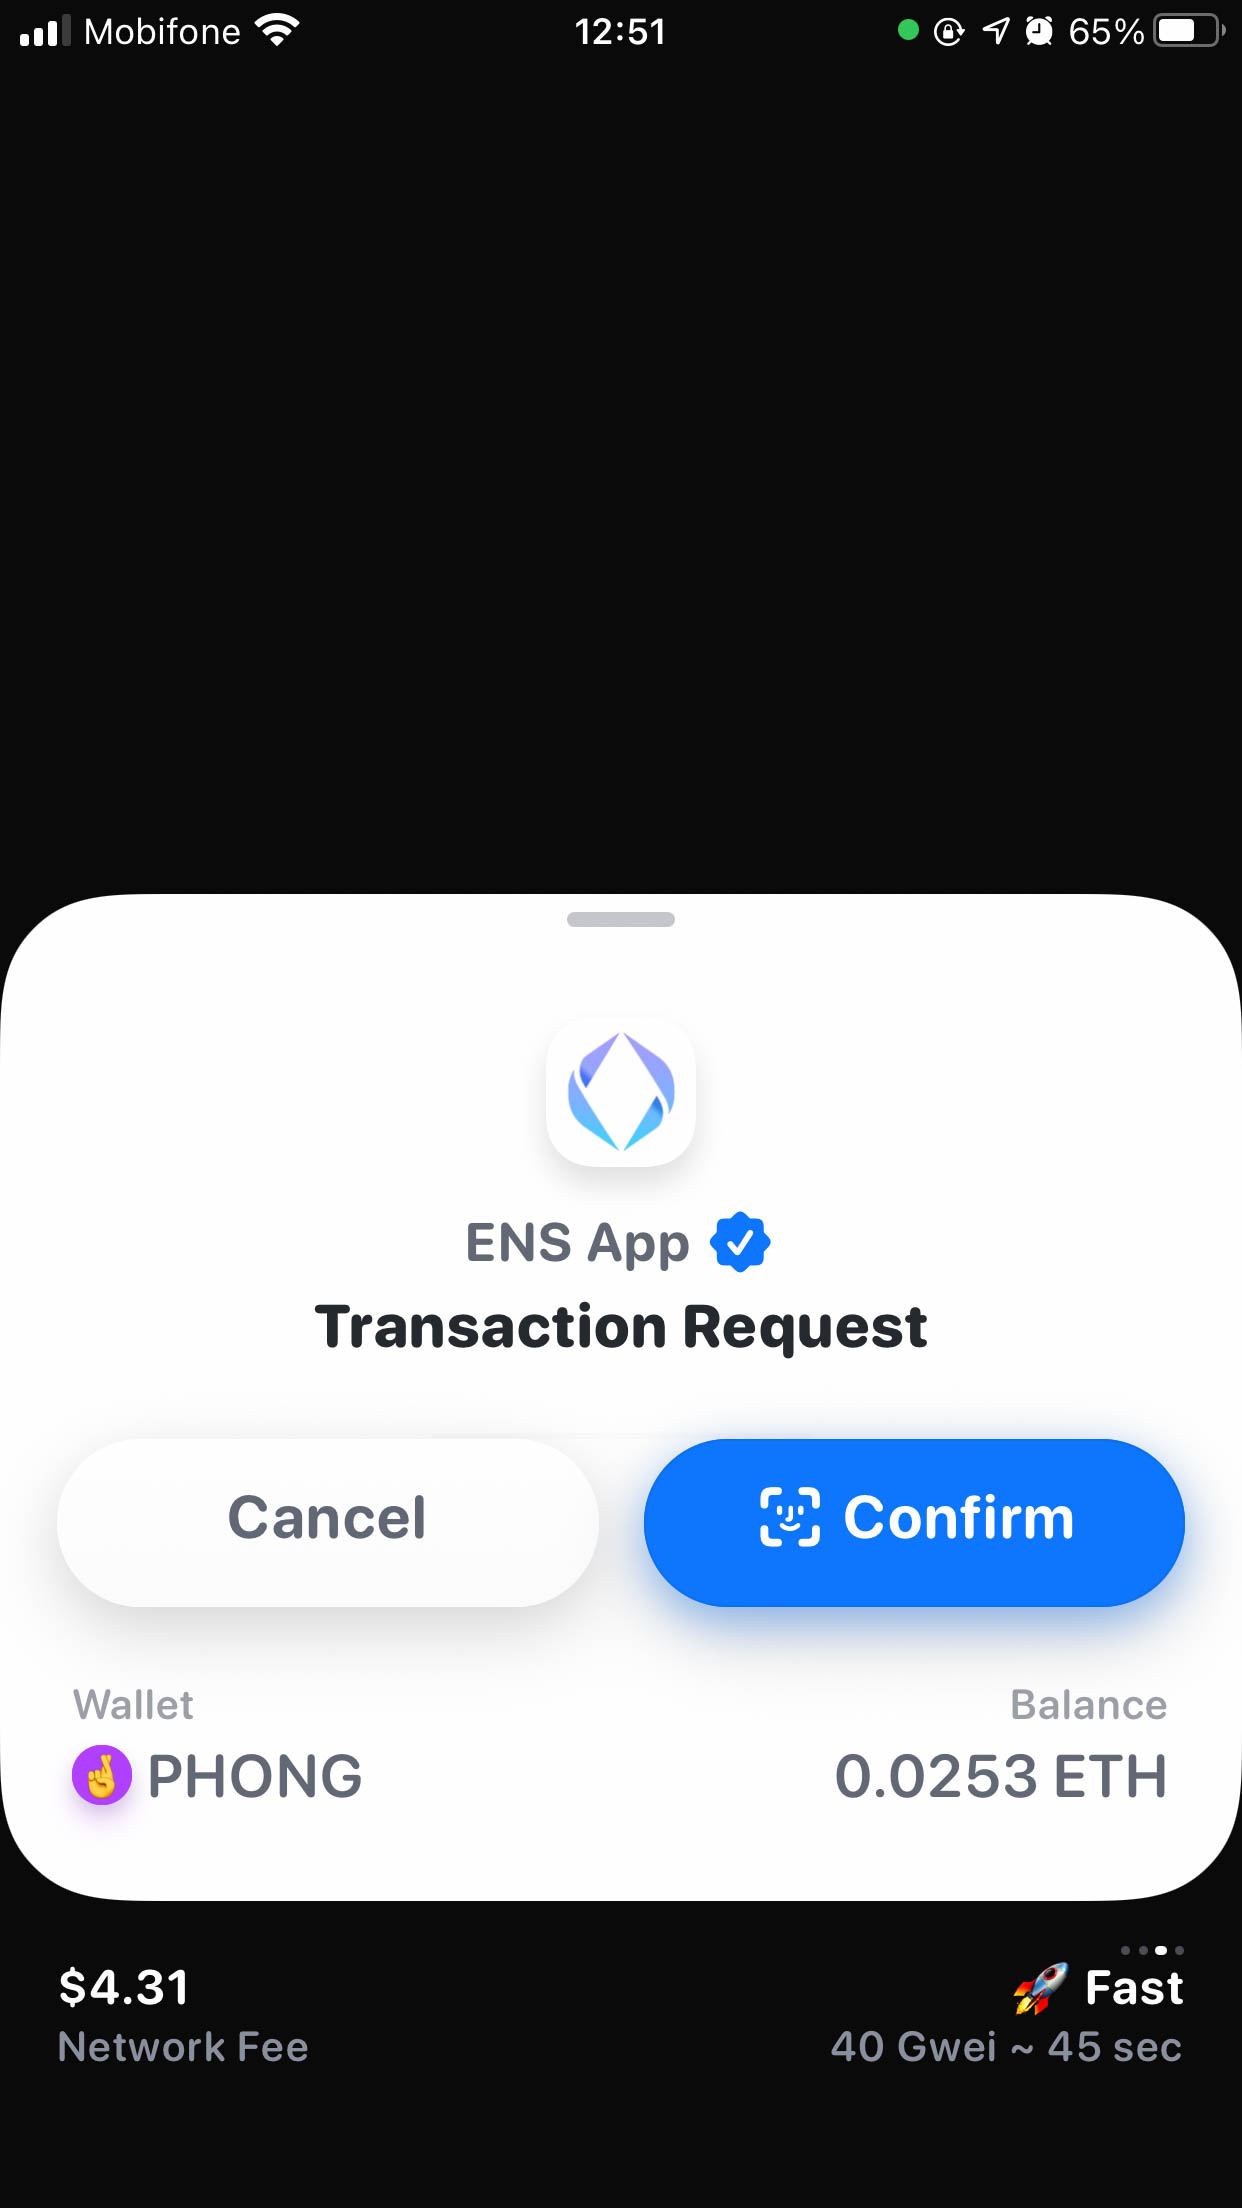 Mobifone 12:51 65%
ENS App
Transaction Request
Cancel Confirm
Wallet Balance
PHONG 0.0253 ETH
$4.31 🚀 Fast
Network Fee 40 Gwei ~ 45 sec